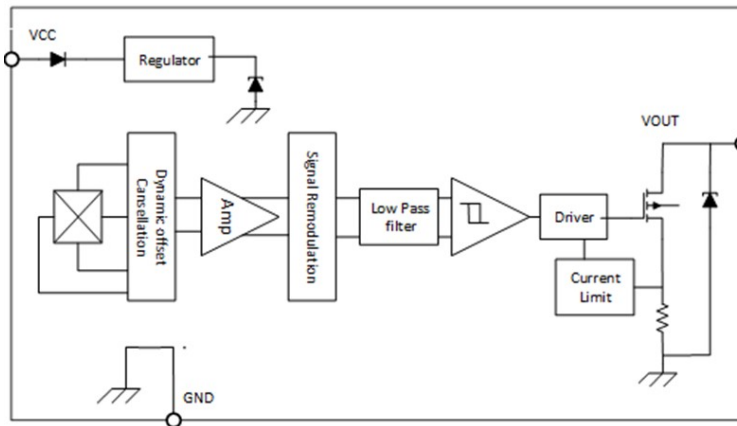 VCC
Regulator
VOUT
Dynamic offset
Cansellation
Amp
Signal Remodulation
Low Pass
filter
Driver
Current
Limit
GND